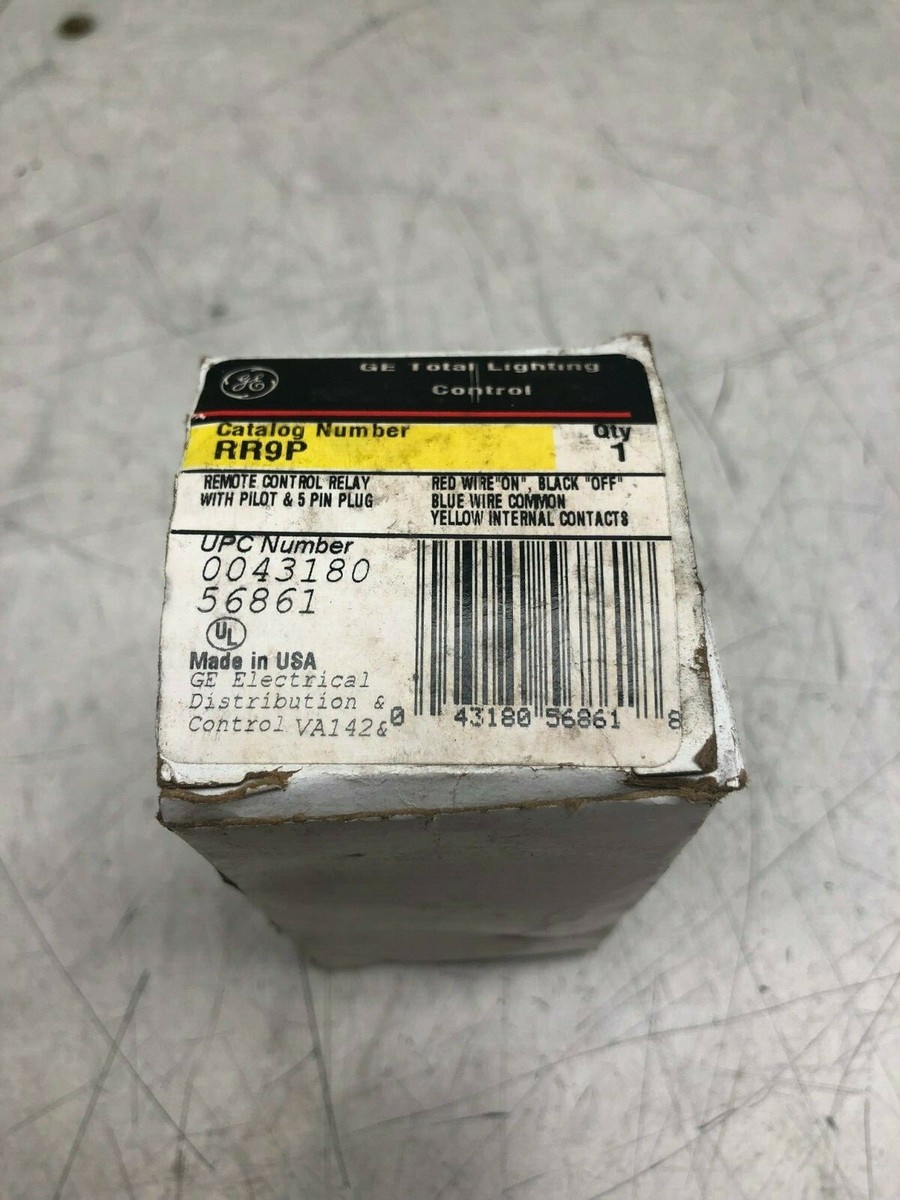 GE
GE Total Lighting
Control
Catalog Number
RR9P
Qty
1
REMOTE CONTROL RELAY
WITH PILOT & 5 PIN PLUG
RED WIRE"ON", BLACK "OFF"
BLUE WIRE COMMON
YELLOW INTERNAL CONTACTS
UPC Number
0043180
56861
UL
Made in USA
GE Electrical
Distribution &
Control VA142&
0 43180 56861 8